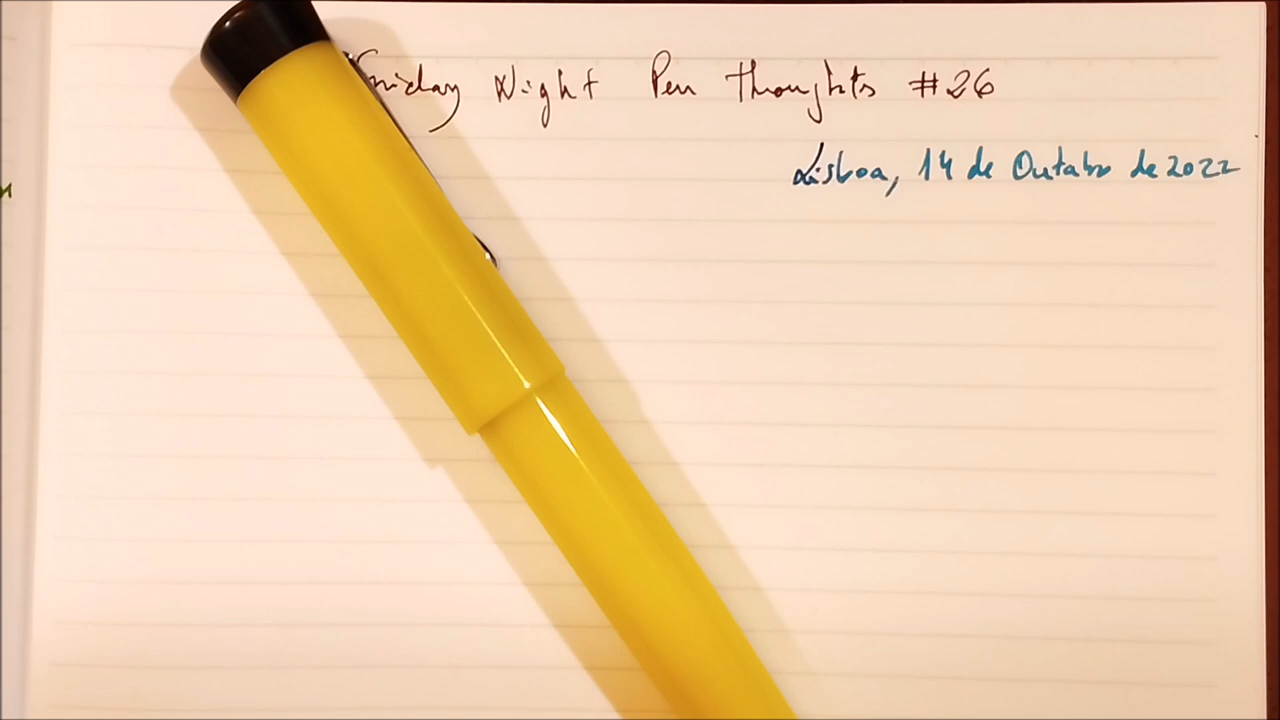 Friday Night Pen Thoughts #26
Lisboa, 14 de Outubro de 2022